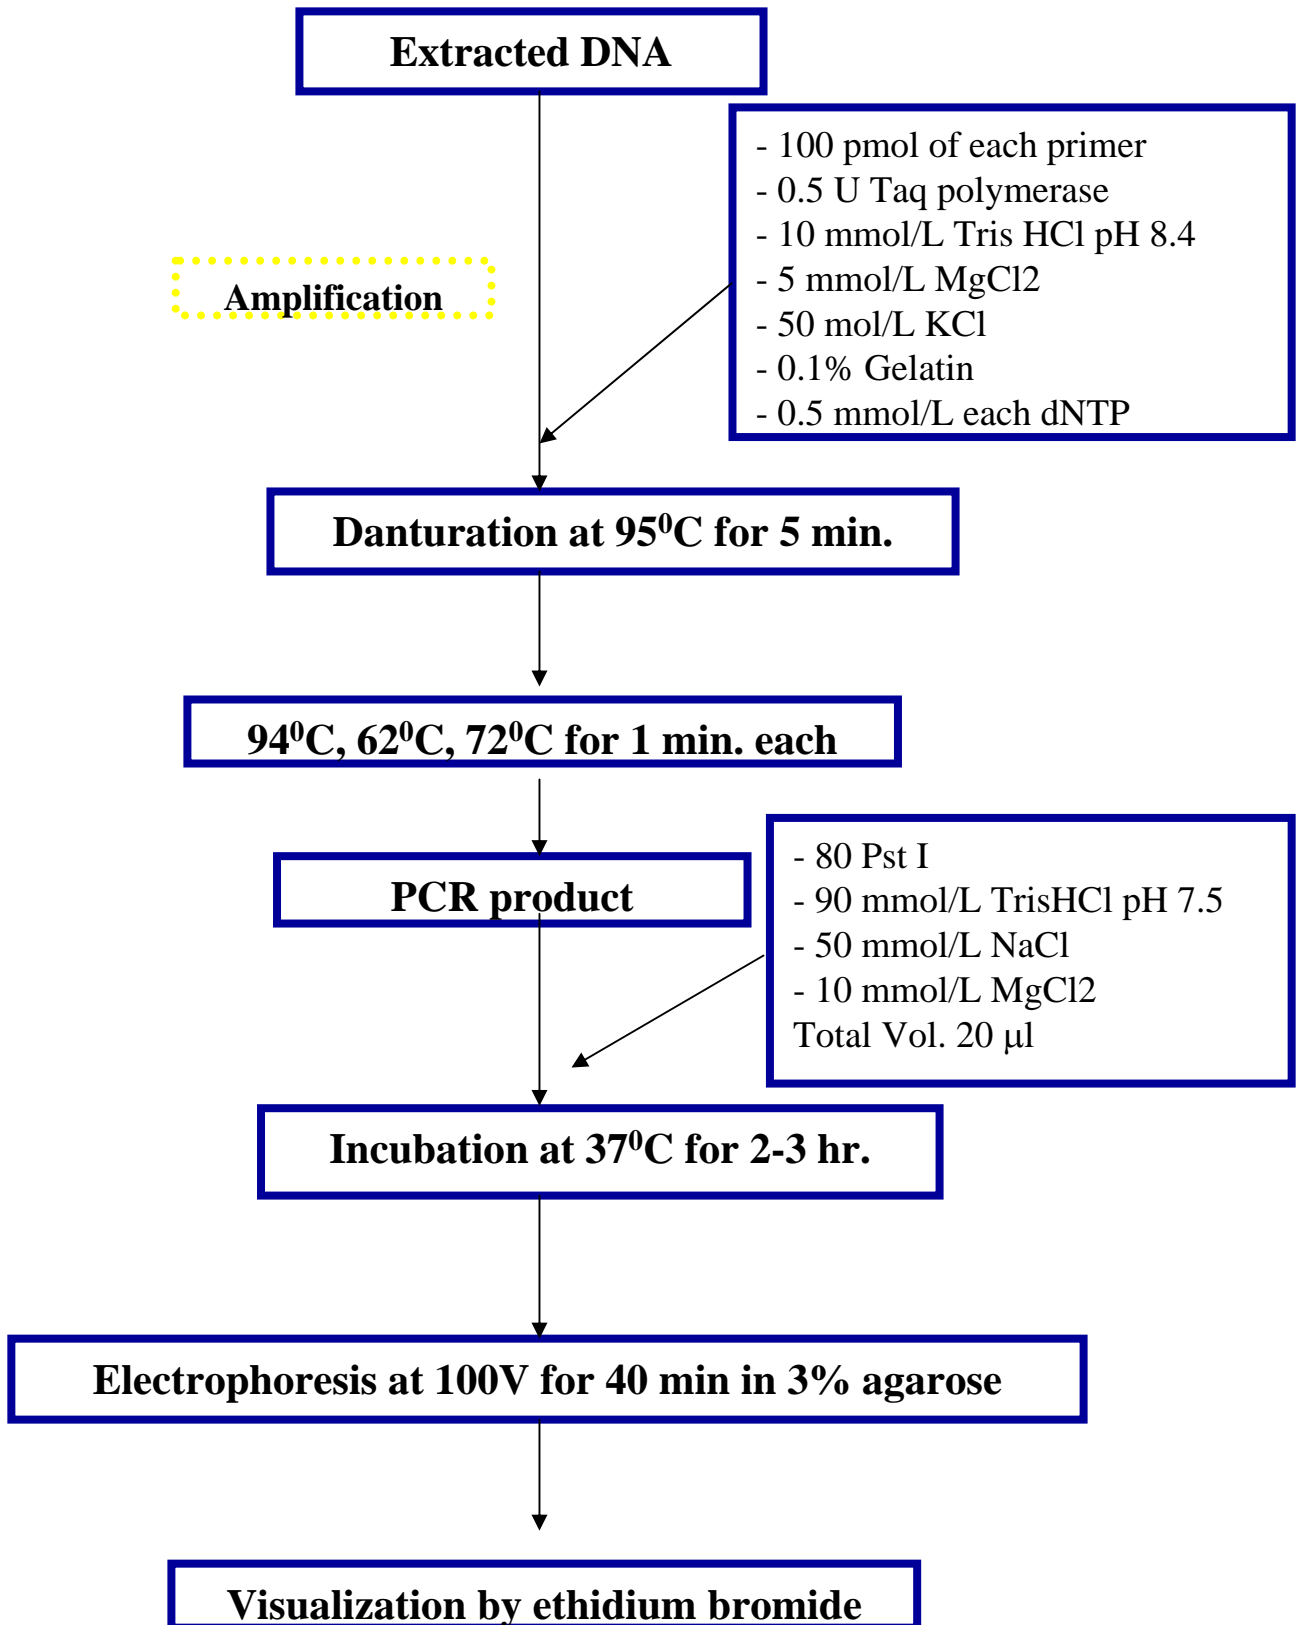 Extracted DNA
- 100 pmol of each primer
- 0.5 U Taq polymerase
- 10 mmol/L Tris HCl pH 8.4
- 5 mmol/L MgCl2
- 50 mol/L KCl
- 0.1% Gelatin
- 0.5 mmol/L each dNTP
Amplification
Danturation at 95⁰C for 5 min.
94⁰C, 62⁰C, 72⁰C for 1 min. each
PCR product
- 80 Pst I
- 90 mmol/L TrisHCl pH 7.5
- 50 mmol/L NaCl
- 10 mmol/L MgCl2
Total Vol. 20 μl
Incubation at 37⁰C for 2-3 hr.
Electrophoresis at 100V for 40 min in 3% agarose
Visualization by ethidium bromide